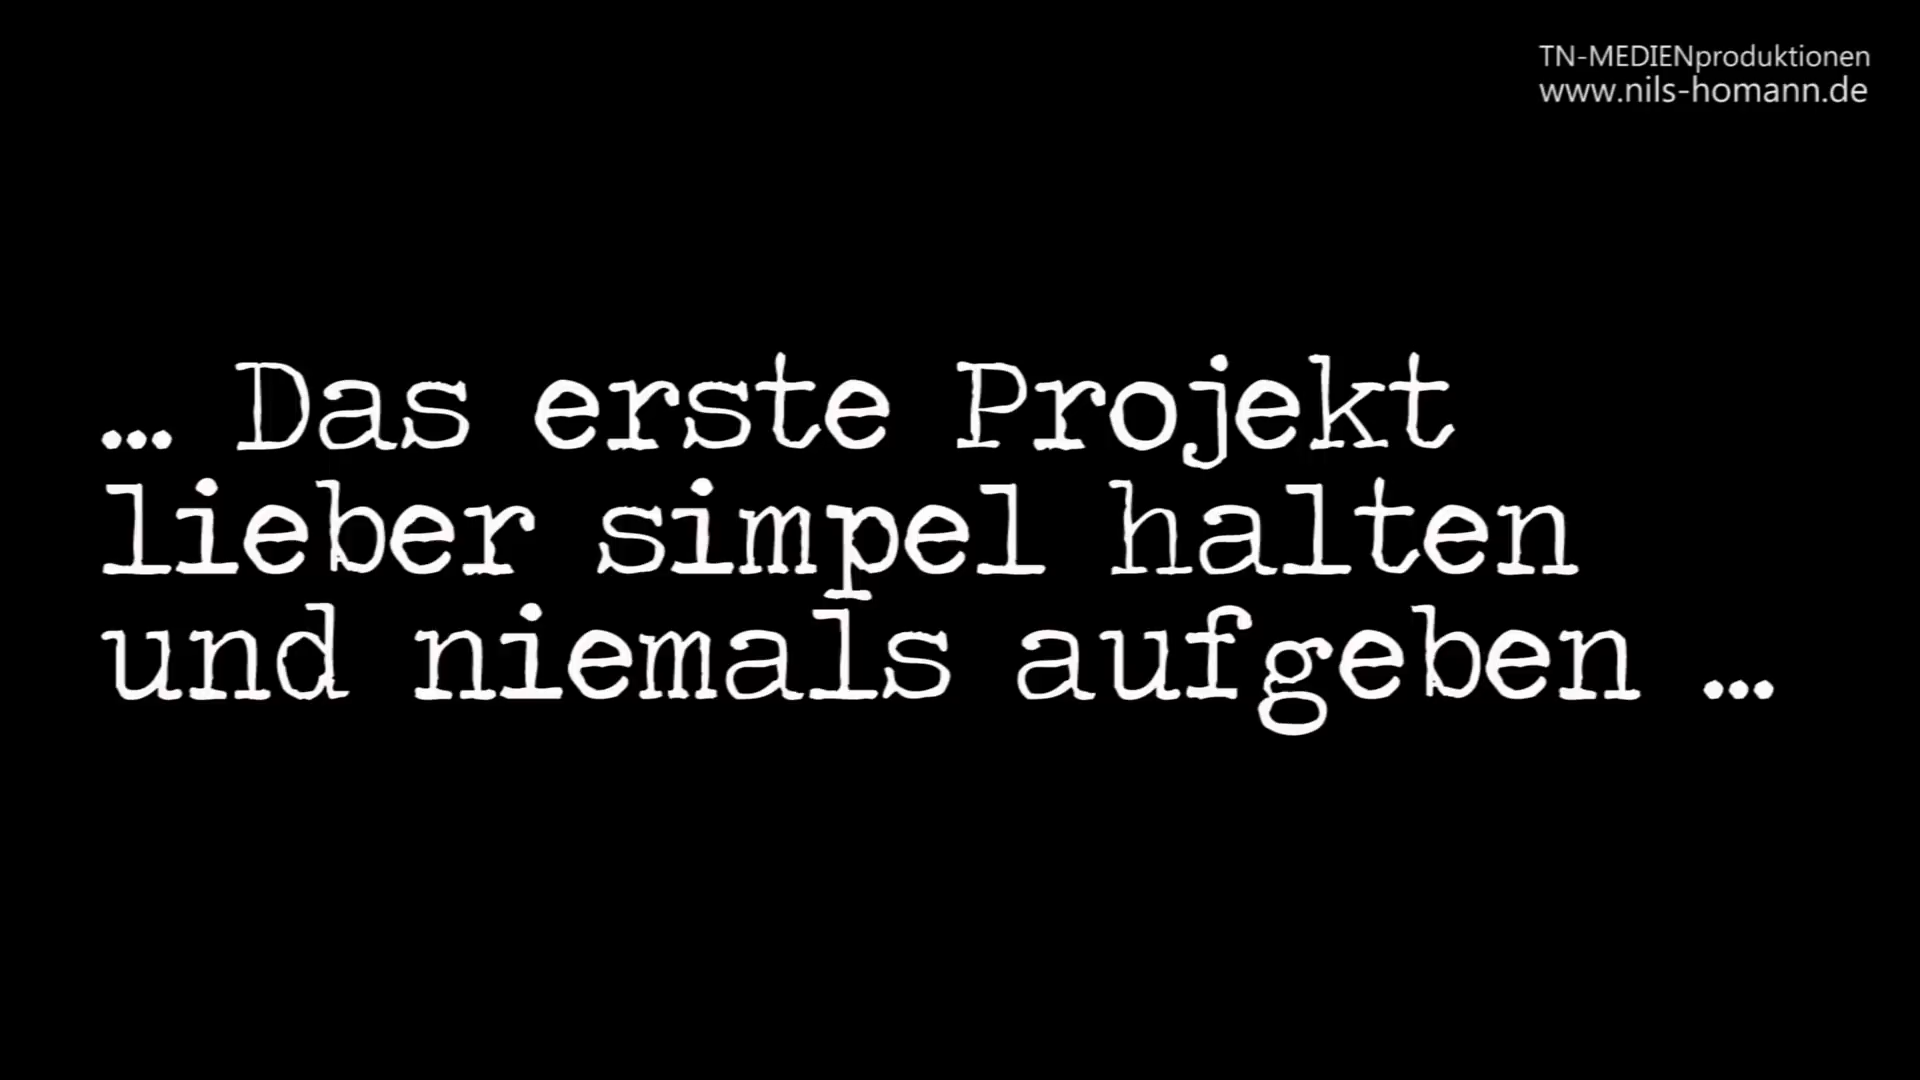 TN-MEDIENproduktionen
www.nils-homann.de
... Das erste Projekt
lieber simpel halten
und niemals aufgeben ...